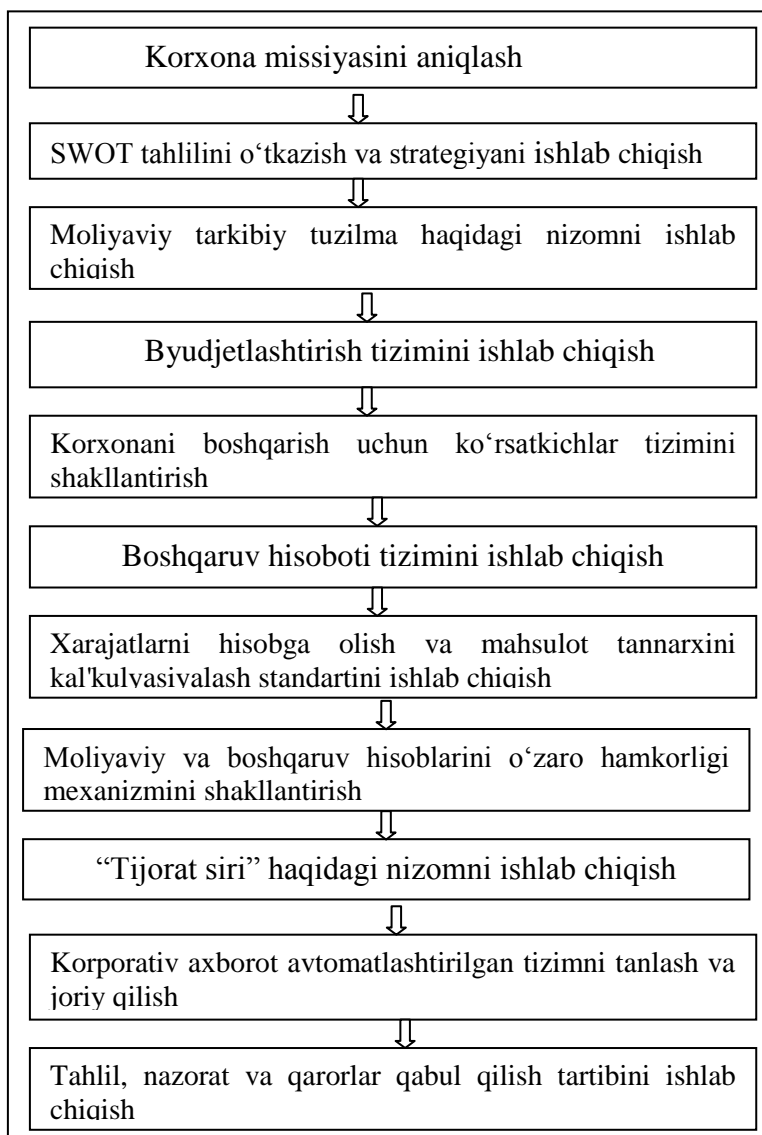 Korxona missiyasini aniqlash
SWOT tahlilini o‘tkazish va strategiyani ishlab chiqish
Moliyaviy tarkibiy tuzilma haqidagi nizomni ishlab
chiqish
Byudjetlashtirish tizimini ishlab chiqish
Korxonani boshqarish uchun ko‘rsatkichlar tizimini
shakllantirish
Boshqaruv hisoboti tizimini ishlab chiqish
Xarajatlarni hisobga olish va mahsulot tannarxini
kal'kulyasiyalash standartini ishlab chiqish
Moliyaviy va boshqaruv hisoblarini o‘zaro hamkorligi
mexanizmini shakllantirish
“Tijorat siri” haqidagi nizomni ishlab chiqish
Korporativ axborot avtomatlashtirilgan tizimni tanlash va
joriy qilish
Tahlil, nazorat va qarorlar qabul qilish tartibini ishlab
chiqish